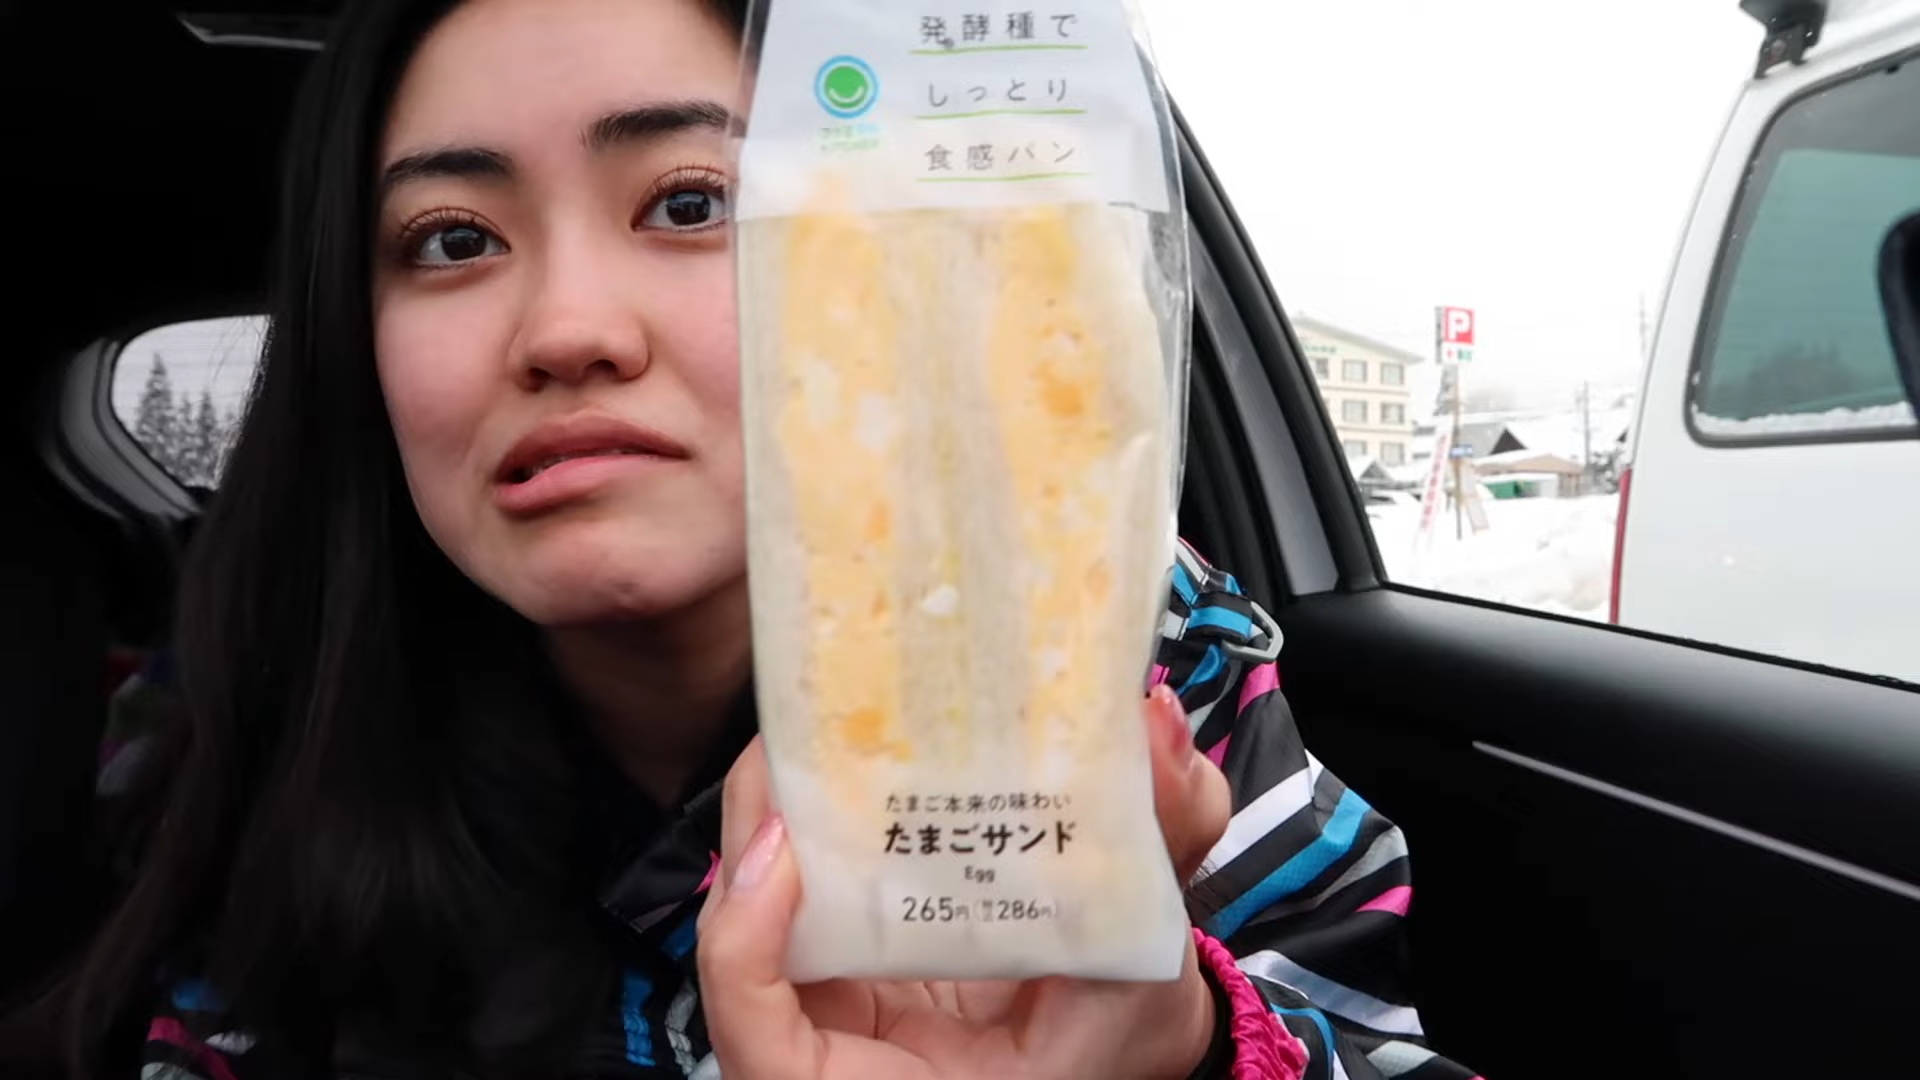 発酵種で
しっとり
食感パン
たまご本来の味わい
たまごサンド
Egg
265円 286円
P